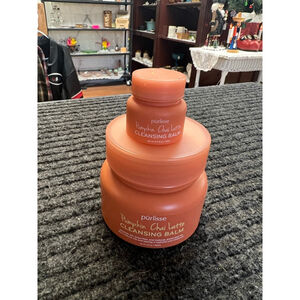 pürlisse
Pumpkin Chai Latte
CLEANSING BALM
pürlisse
Pumpkin Chai Latte
CLEANSING BALM